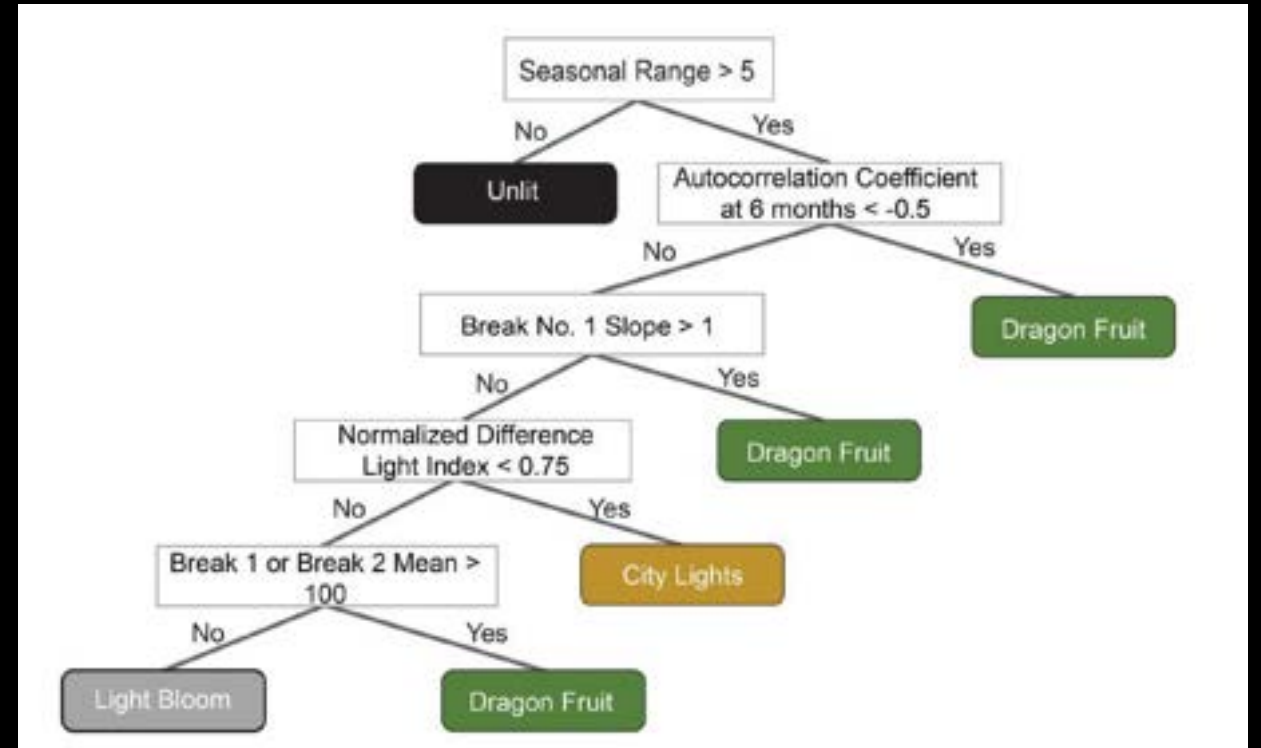 Seasonal Range > 5
No
Yes
Unlit
Autocorrelation Coefficient
at 6 months < -0.5
No
Yes
Break No. 1 Slope > 1
Dragon Fruit
No
Yes
Normalized Difference
Light Index < 0.75
Dragon Fruit
No
Yes
Break 1 or Break 2 Mean >
100
City Lights
No
Yes
Light Bloom
Dragon Fruit